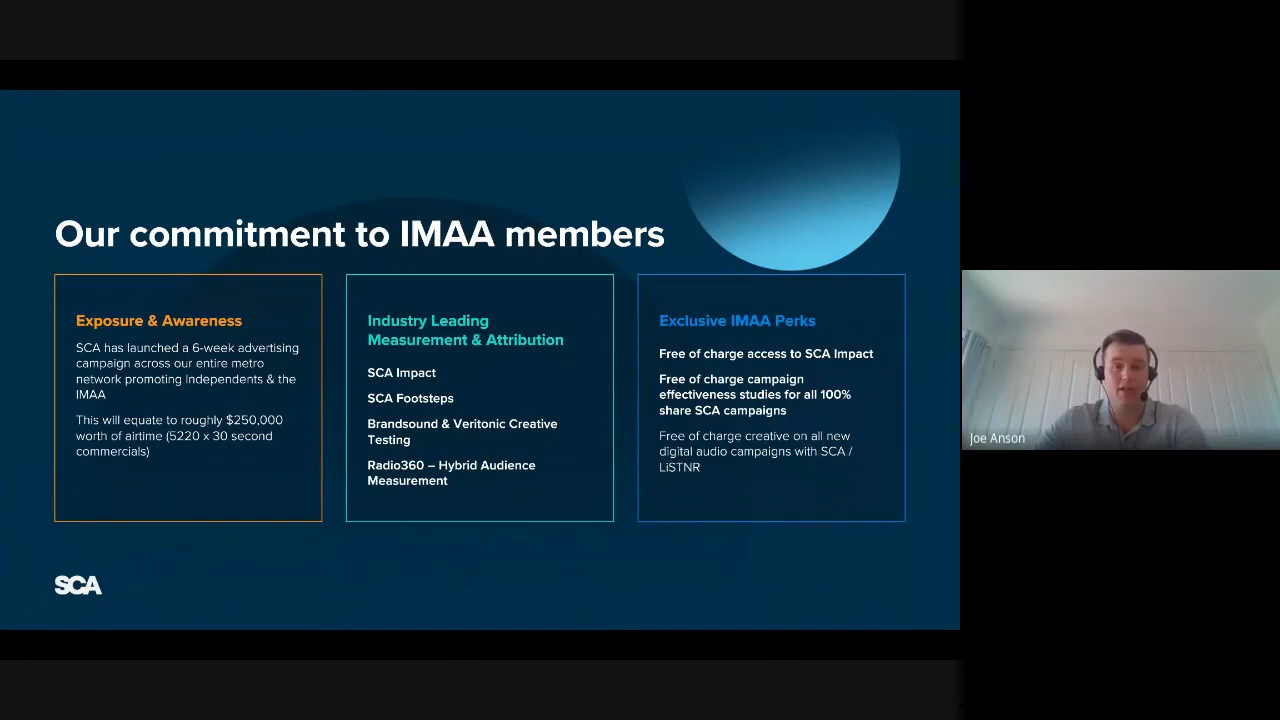 Our commitment to IMAA members
Exposure & Awareness
SCA has launched a 6-week advertising
campaign across our entire metro
network promoting Independents & the
IMAA
This will equate to roughly $250,000
worth of airtime (5220 x 30 second
commercials)
Industry Leading
Measurement & Attribution
SCA Impact
SCA Footsteps
Brandsound & Veritonic Creative
Testing
Radio360 – Hybrid Audience
Measurement
Exclusive IMAA Perks
Free of charge access to SCA Impact
Free of charge campaign
effectiveness studies for all 100%
share SCA campaigns
Free of charge creative on all new
digital audio campaigns with SCA /
LiSTNR
SCA
Joe Anson